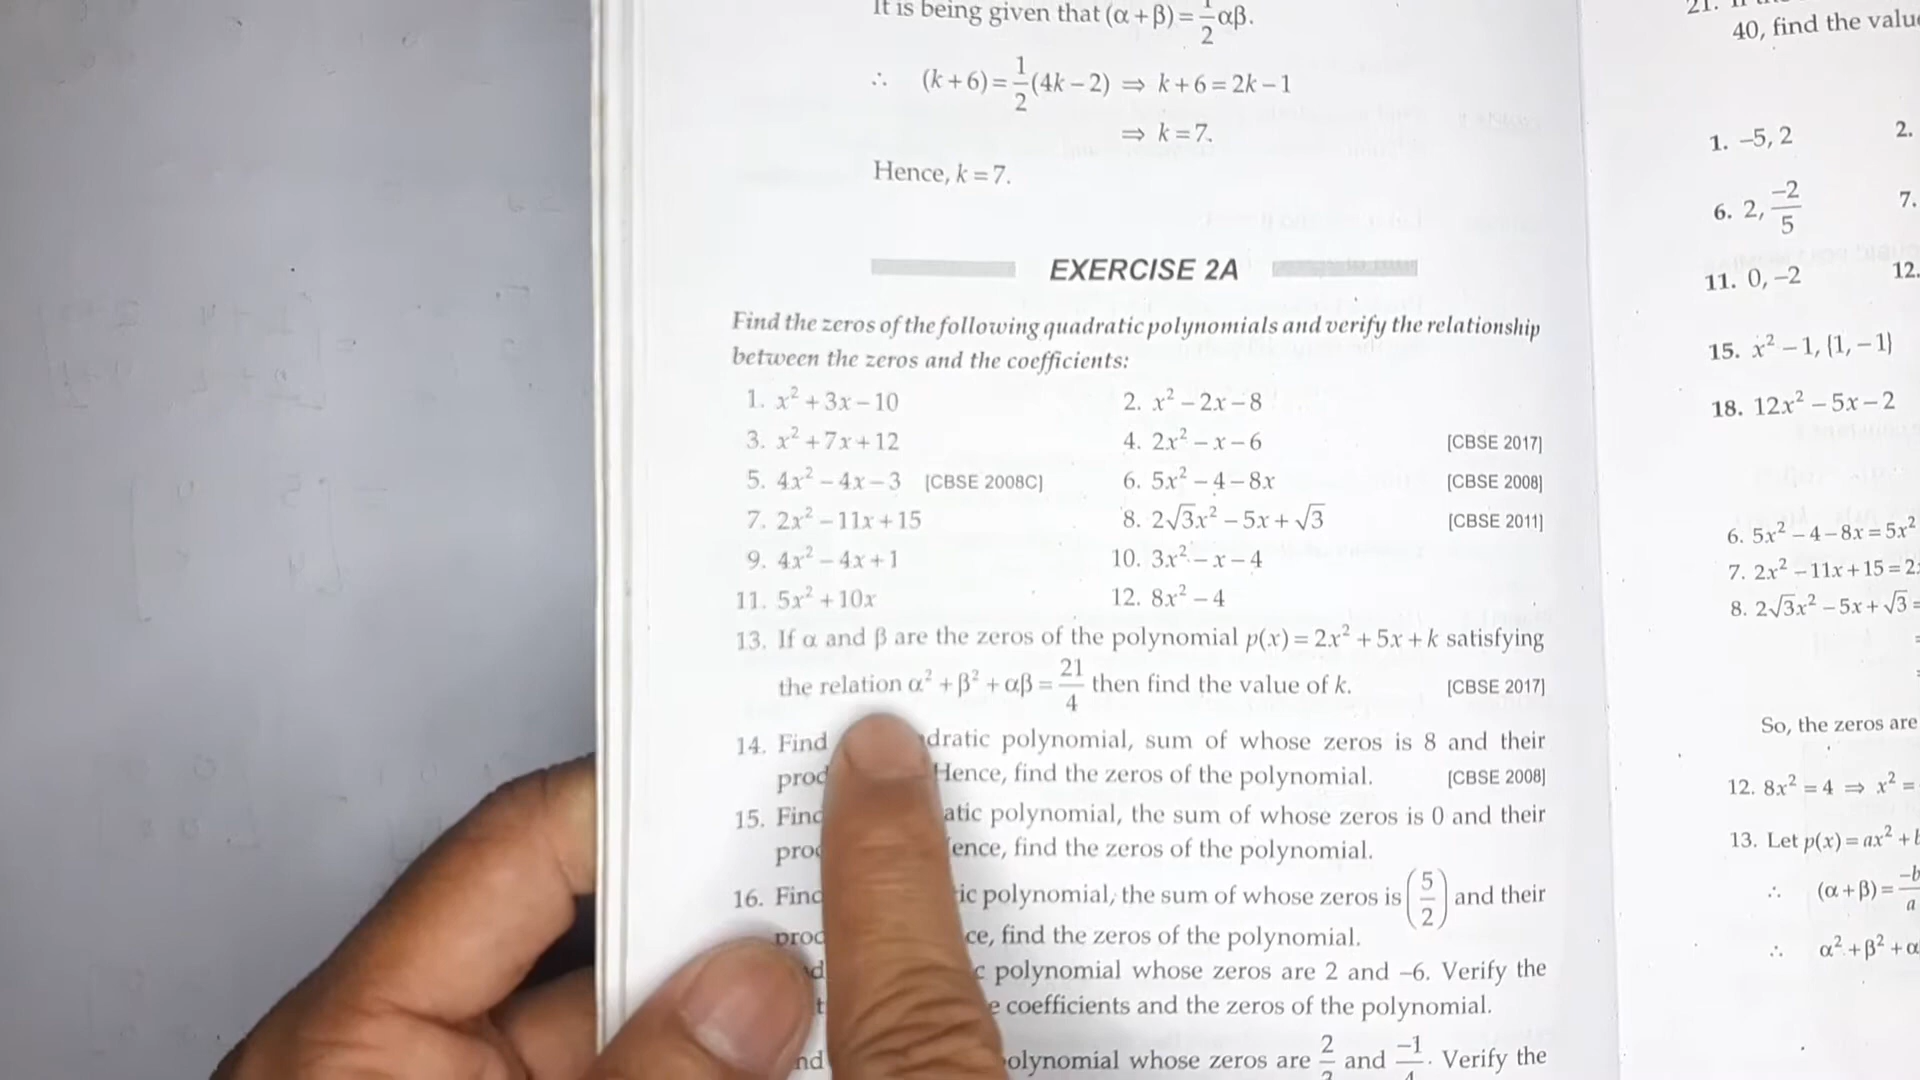 It is being given that (α + β) = 1/2 αβ.
∴ (k + 6) = 1/2 (4k − 2) ⇒ k + 6 = 2k − 1
⇒ k = 7.
Hence, k = 7.
EXERCISE 2A
Find the zeros of the following quadratic polynomials and verify the relationship
between the zeros and the coefficients:
1. x² + 3x − 10 2. x² − 2x − 8
3. x² + 7x + 12 4. 2x² − x − 6 [CBSE 2017]
5. 4x² − 4x − 3 [CBSE 2008C] 6. 5x² − 4 − 8x [CBSE 2008]
7. 2x² − 11x + 15 8. 2√3x² − 5x + √3 [CBSE 2011]
9. 4x² − 4x + 1 10. 3x² − x − 4
11. 5x² + 10x 12. 8x² − 4
13. If α and β are the zeros of the polynomial p(x) = 2x² + 5x + k satisfying
the relation α² + β² + αβ = 21/4 then find the value of k. [CBSE 2017]
14. Find polynomial, sum of whose zeros is 8 and their
Hence, find the zeros of the polynomial. [CBSE 2008]
15. polynomial, the sum of whose zeros is 0 and their
find the zeros of the polynomial.
16. polynomial, the sum of whose zeros is (5/2) and their
find the zeros of the polynomial.
polynomial whose zeros are 2 and −6. Verify the
coefficients and the zeros of the polynomial.
whose zeros are and Verify the
21.
40, find the
1. −5, 2 2.
6. 2, −2/5 7.
11. 0, −2 12.
15. x² − 1, {1, −1}
18. 12x² − 5x − 2
6. 5x² − 4 − 8x = 5x²
7. 2x² − 11x + 15 =
8. 2√3x² − 5x + √3 =
So, the zeros are
12. 8x² = 4 ⇒ x² =
13. Let p(x) = ax² +
∴ (α + β) =
∴ α² + β² +